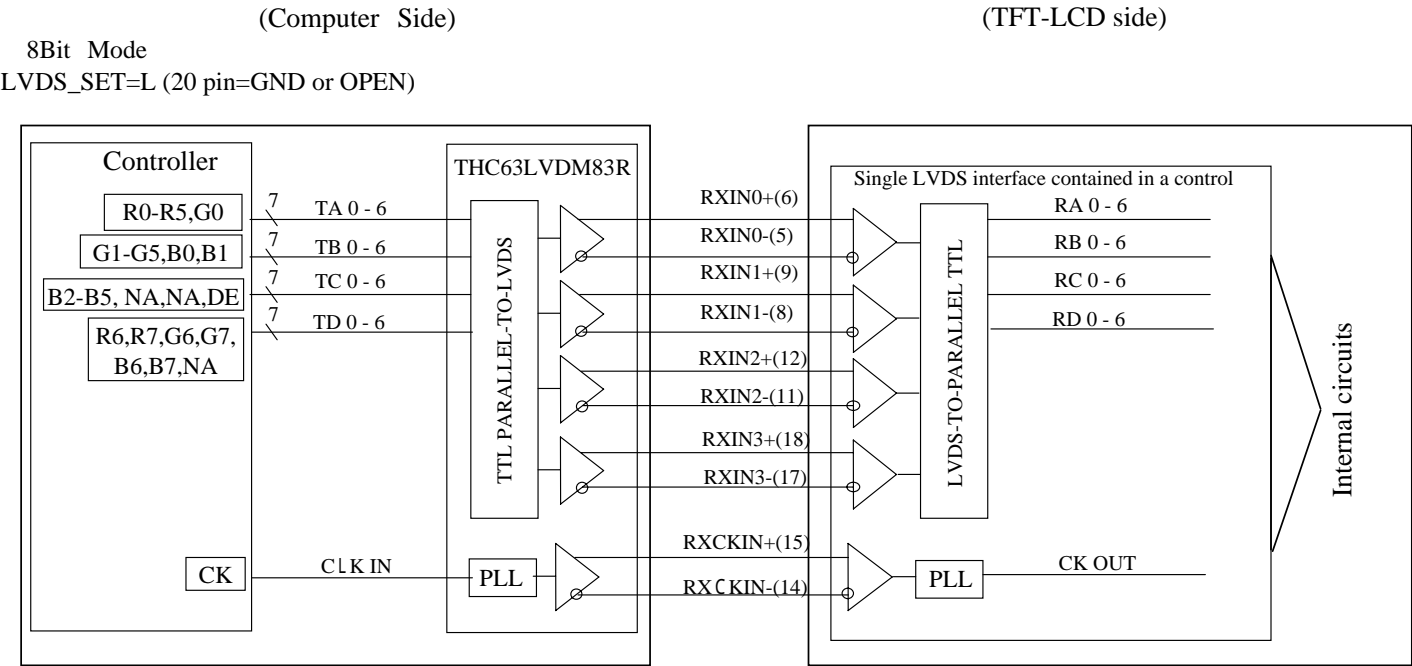 (Computer Side)
(TFT-LCD side)
8Bit Mode
LVDS_SET=L (20 pin=GND or OPEN)
Controller
R0-R5,G0
G1-G5,B0,B1
B2-B5, NA,NA,DE
R6,R7,G6,G7,
B6,B7,NA
CK
7
TA 0 - 6
7
TB 0 - 6
7
TC 0 - 6
7
TD 0 - 6
CLK IN
THC63LVDM83R
TTL PARALLEL-TO-LVDS
PLL
RXIN0+(6)
RXIN0-(5)
RXIN1+(9)
RXIN1-(8)
RXIN2+(12)
RXIN2-(11)
RXIN3+(18)
RXIN3-(17)
RXCKIN+(15)
RXCKIN-(14)
Single LVDS interface contained in a control
LVDS-TO-PARALLEL TTL
PLL
RA 0 - 6
RB 0 - 6
RC 0 - 6
RD 0 - 6
CK OUT
Internal circuits